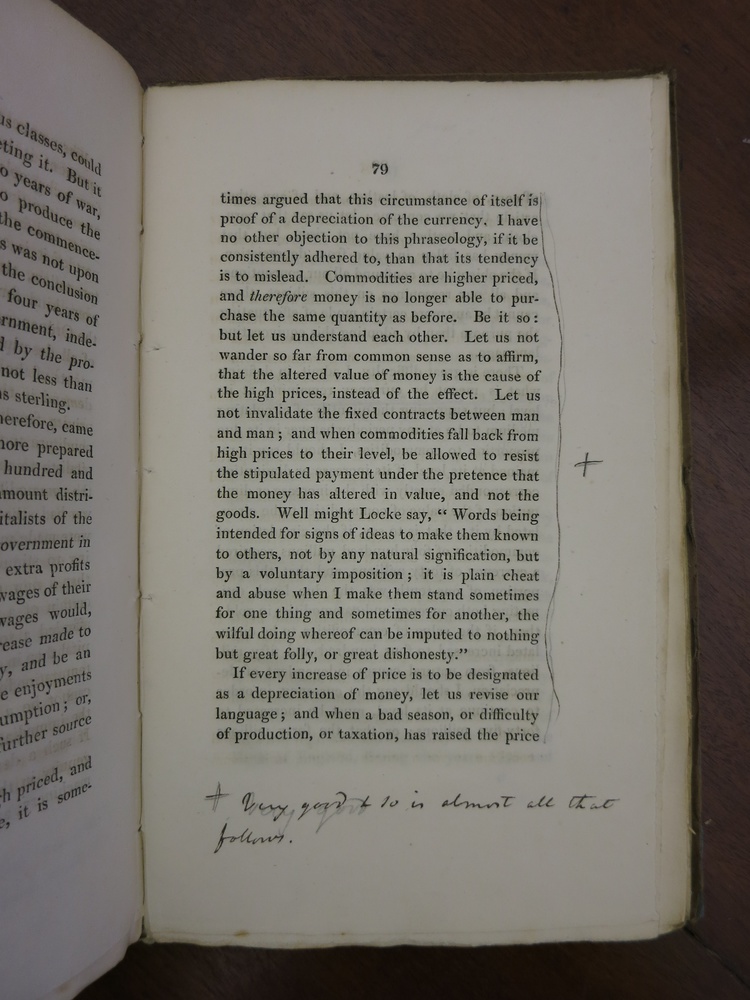 us classes, could
ting it. But it
o years of war,
o produce the
the commence-
s was not upon
the conclusion
four years of
rnment, inde-
d by the pro-
not less than
s sterling.
erefore, came
nore prepared
hundred and
amount distri-
italists of the
overnment in
extra profits
wages of their
wages would,
rease made to
y, and be an
e enjoyments
umption; or,
further source
h priced, and
e, it is some-
79
times argued that this circumstance of itself is
proof of a depreciation of the currency. I have
no other objection to this phraseology, if it be
consistently adhered to, than that its tendency
is to mislead. Commodities are higher priced,
and therefore money is no longer able to pur-
chase the same quantity as before. Be it so:
but let us understand each other. Let us not
wander so far from common sense as to affirm,
that the altered value of money is the cause of
the high prices, instead of the effect. Let us
not invalidate the fixed contracts between man
and man; and when commodities fall back from
high prices to their level, be allowed to resist
the stipulated payment under the pretence that
the money has altered in value, and not the
goods. Well might Locke say, “ Words being
intended for signs of ideas to make them known
to others, not by any natural signification, but
by a voluntary imposition; it is plain cheat
and abuse when I make them stand sometimes
for one thing and sometimes for another, the
wilful doing whereof can be imputed to nothing
but great folly, or great dishonesty.”
If every increase of price is to be designated
as a depreciation of money, let us revise our
language; and when a bad season, or difficulty
of production, or taxation, has raised the price
+
+ Very good & so is almost all that
follows.